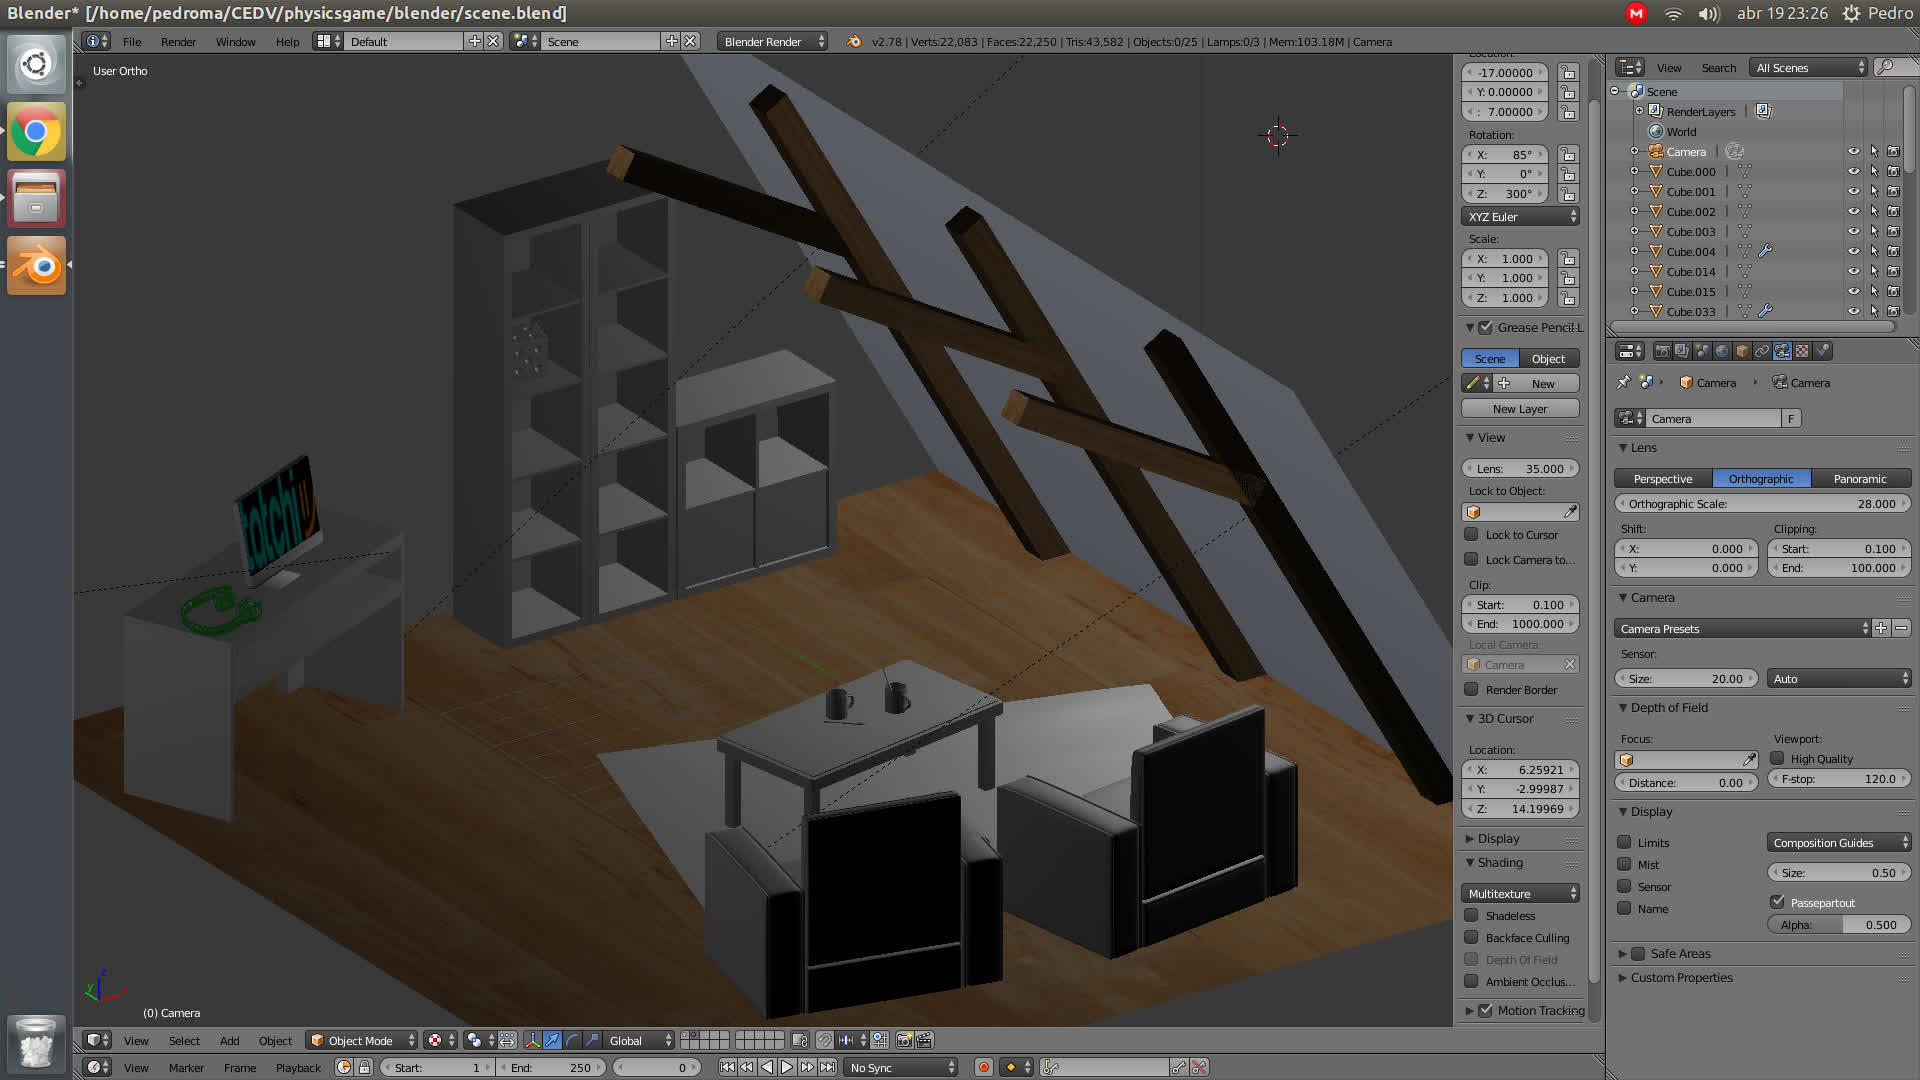 Blender* [/home/pedroma/CEDV/physicsgame/blender/scene.blend]
abr 19 23:26 Pedro
File Render Window Help Default Scene Blender Render v2.78 | Verts:22,083 | Faces:22,250 | Tris:43,582 | Objects:0/25 | Lamps:0/3 | Mem:103.18M | Camera
User Ortho
totchi
(0) Camera
Location:
-17.00000
Y: 0.00000
: 7.00000
Rotation:
X: 85°
Y: 0°
Z: 300°
XYZ Euler
Scale:
X: 1.000
Y: 1.000
Z: 1.000
Grease Pencil L
Scene Object
New
New Layer
View
Lens: 35.000
Lock to Object:
Lock to Cursor
Lock Camera to...
Clip:
Start: 0.100
End: 1000.000
Local Camera:
Camera
Render Border
3D Cursor
Location:
X: 6.25921
Y: -2.99987
Z: 14.19969
Display
Shading
Multitexture
Shadeless
Backface Culling
Depth Of Field
Ambient Occlus...
Motion Tracking
View Search All Scenes
Scene
RenderLayers
World
Camera
Cube.000
Cube.001
Cube.002
Cube.003
Cube.004
Cube.014
Cube.015
Cube.033
Camera Camera
Camera F
Lens
Perspective Orthographic Panoramic
Orthographic Scale: 28.000
Shift: Clipping:
X: 0.000 Start: 0.100
Y: 0.000 End: 100.000
Camera
Camera Presets
Sensor:
Size: 20.00 Auto
Depth of Field
Focus: Viewport:
High Quality
Distance: 0.00 F-stop: 120.0
Display
Limits Composition Guides
Mist Size: 0.50
Sensor
Name Passepartout
Alpha: 0.500
Safe Areas
Custom Properties
View Select Add Object Object Mode Global
View Marker Frame Playback Start: 1 End: 250 0 No Sync